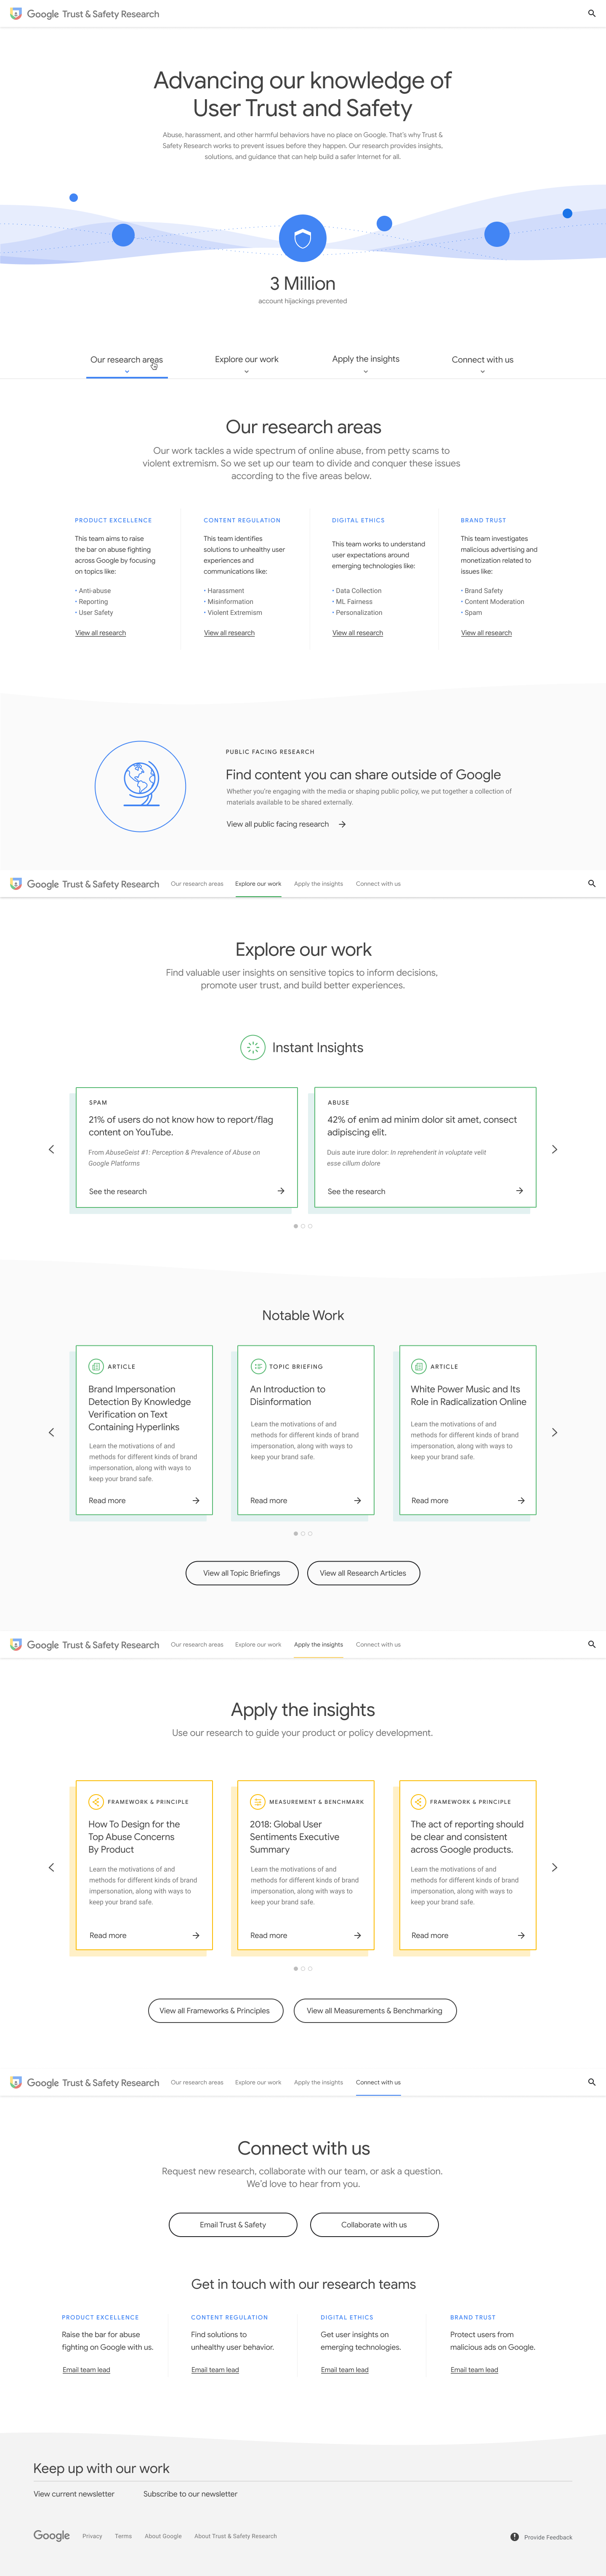 Google Trust & Safety Research
Advancing our knowledge of
User Trust and Safety
Abuse, harassment, and other harmful behaviors have no place on Google. That's why Trust &
Safety Research works to prevent issues before they happen. Our research provides insights,
solutions, and guidance that can help build a safer Internet for all.
3 Million
account hijackings prevented
Our research areas
Explore our work
Apply the insights
Connect with us
Our research areas
Our work tackles a wide spectrum of online abuse, from petty scams to
violent extremism. So we set up our team to divide and conquer these issues
according to the five areas below.
PRODUCT EXCELLENCE
This team aims to raise
the bar on abuse fighting
across Google by focusing
on topics like:
• Anti-abuse
• Reporting
• User Safety
View all research
CONTENT REGULATION
This team identifies
solutions to unhealthy user
experiences and
communications like:
• Harassment
• Misinformation
• Violent Extremism
View all research
DIGITAL ETHICS
This team works to understand
user expectations around
emerging technologies like:
• Data Collection
• ML Fairness
• Personalization
View all research
BRAND TRUST
This team investigates
malicious advertising and
monetization related to
issues like:
• Brand Safety
• Content Moderation
• Spam
View all research
PUBLIC FACING RESEARCH
Find content you can share outside of Google
Whether you're engaging with the media or shaping public policy, we put together a collection of
materials available to be shared externally.
View all public facing research
Google Trust & Safety Research
Our research areas
Explore our work
Apply the insights
Connect with us
Explore our work
Find valuable user insights on sensitive topics to inform decisions,
promote user trust, and build better experiences.
Instant Insights
SPAM
21% of users do not know how to report/flag
content on YouTube.
From AbuseGeist #1: Perception & Prevalence of Abuse on
Google Platforms
See the research
ABUSE
42% of enim ad minim dolor sit amet, consect
adipiscing elit.
Duis aute irure dolor: In reprehenderit in voluptate velit
esse cillum dolore
See the research
Notable Work
ARTICLE
Brand Impersonation
Detection By Knowledge
Verification on Text
Containing Hyperlinks
Learn the motivations of and
methods for different kinds of brand
impersonation, along with ways to
keep your brand safe.
Read more
TOPIC BRIEFING
An Introduction to
Disinformation
Learn the motivations of and
methods for different kinds of brand
impersonation, along with ways to
keep your brand safe.
Read more
ARTICLE
White Power Music and Its
Role in Radicalization Online
Learn the motivations of and
methods for different kinds of brand
impersonation, along with ways to
keep your brand safe.
Read more
View all Topic Briefings
View all Research Articles
Google Trust & Safety Research
Our research areas
Explore our work
Apply the insights
Connect with us
Apply the insights
Use our research to guide your product or policy development.
FRAMEWORK & PRINCIPLE
How To Design for the
Top Abuse Concerns
By Product
Learn the motivations of and
methods for different kinds of brand
impersonation, along with ways to
keep your brand safe.
Read more
MEASUREMENT & BENCHMARK
2018: Global User
Sentiments Executive
Summary
Learn the motivations of and
methods for different kinds of brand
impersonation, along with ways to
keep your brand safe.
Read more
FRAMEWORK & PRINCIPLE
The act of reporting should
be clear and consistent
across Google products.
Learn the motivations of and
methods for different kinds of brand
impersonation, along with ways to
keep your brand safe.
Read more
View all Frameworks & Principles
View all Measurements & Benchmarking
Google Trust & Safety Research
Our research areas
Explore our work
Apply the insights
Connect with us
Connect with us
Request new research, collaborate with our team, or ask a question.
We'd love to hear from you.
Email Trust & Safety
Collaborate with us
Get in touch with our research teams
PRODUCT EXCELLENCE
Raise the bar for abuse
fighting on Google with us.
Email team lead
CONTENT REGULATION
Find solutions to
unhealthy user behavior.
Email team lead
DIGITAL ETHICS
Get user insights on
emerging technologies.
Email team lead
BRAND TRUST
Protect users from
malicious ads on Google.
Email team lead
Keep up with our work
View current newsletter
Subscribe to our newsletter
Google
Privacy
Terms
About Google
About Trust & Safety Research
Provide Feedback